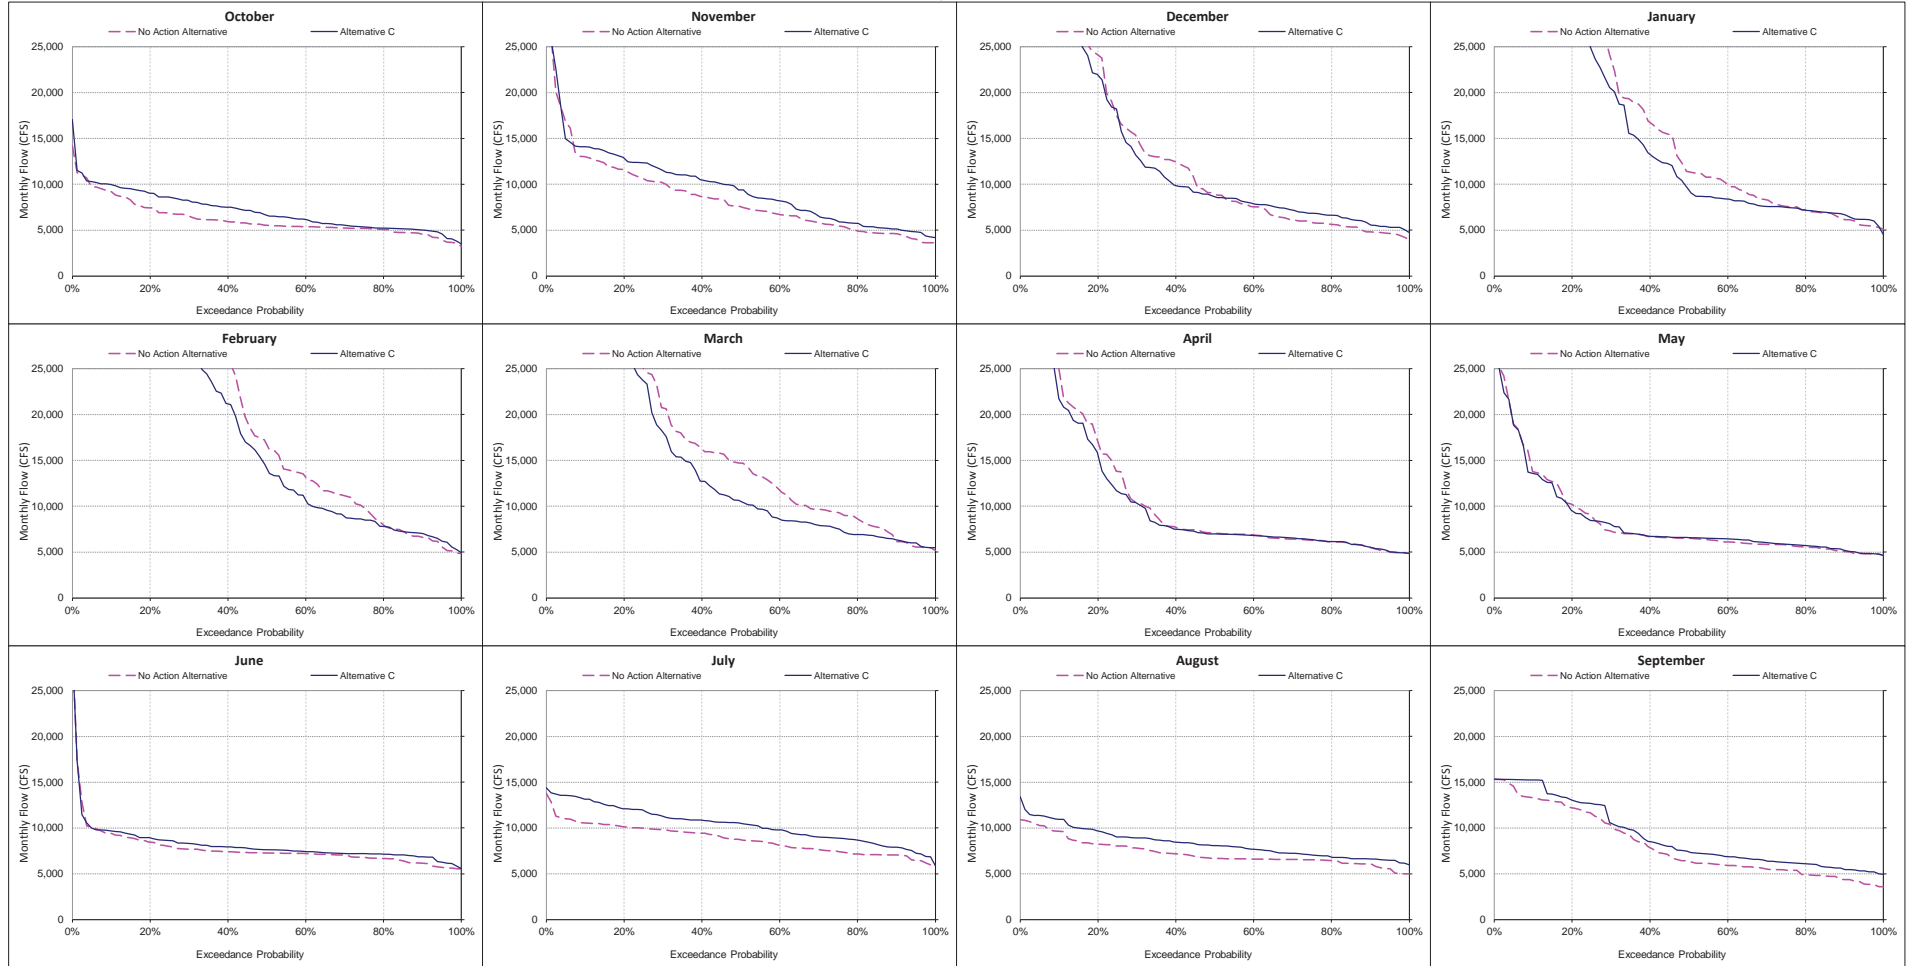 October
No Action Alternative Alternative C
Monthly Flow (CFS)
25,000
20,000
15,000
10,000
5,000
0
0% 20% 40% 60% 80% 100%
Exceedance Probability
November
No Action Alternative Alternative C
Monthly Flow (CFS)
25,000
20,000
15,000
10,000
5,000
0
0% 20% 40% 60% 80% 100%
Exceedance Probability
December
No Action Alternative Alternative C
Monthly Flow (CFS)
25,000
20,000
15,000
10,000
5,000
0
0% 20% 40% 60% 80% 100%
Exceedance Probability
January
No Action Alternative Alternative C
Monthly Flow (CFS)
25,000
20,000
15,000
10,000
5,000
0
0% 20% 40% 60% 80% 100%
Exceedance Probability
February
No Action Alternative Alternative C
Monthly Flow (CFS)
25,000
20,000
15,000
10,000
5,000
0
0% 20% 40% 60% 80% 100%
Exceedance Probability
March
No Action Alternative Alternative C
Monthly Flow (CFS)
25,000
20,000
15,000
10,000
5,000
0
0% 20% 40% 60% 80% 100%
Exceedance Probability
April
No Action Alternative Alternative C
Monthly Flow (CFS)
25,000
20,000
15,000
10,000
5,000
0
0% 20% 40% 60% 80% 100%
Exceedance Probability
May
No Action Alternative Alternative C
Monthly Flow (CFS)
25,000
20,000
15,000
10,000
5,000
0
0% 20% 40% 60% 80% 100%
Exceedance Probability
June
No Action Alternative Alternative C
Monthly Flow (CFS)
25,000
20,000
15,000
10,000
5,000
0
0% 20% 40% 60% 80% 100%
Exceedance Probability
July
No Action Alternative Alternative C
Monthly Flow (CFS)
25,000
20,000
15,000
10,000
5,000
0
0% 20% 40% 60% 80% 100%
Exceedance Probability
August
No Action Alternative Alternative C
Monthly Flow (CFS)
25,000
20,000
15,000
10,000
5,000
0
0% 20% 40% 60% 80% 100%
Exceedance Probability
September
No Action Alternative Alternative C
Monthly Flow (CFS)
25,000
20,000
15,000
10,000
5,000
0
0% 20% 40% 60% 80% 100%
Exceedance Probability